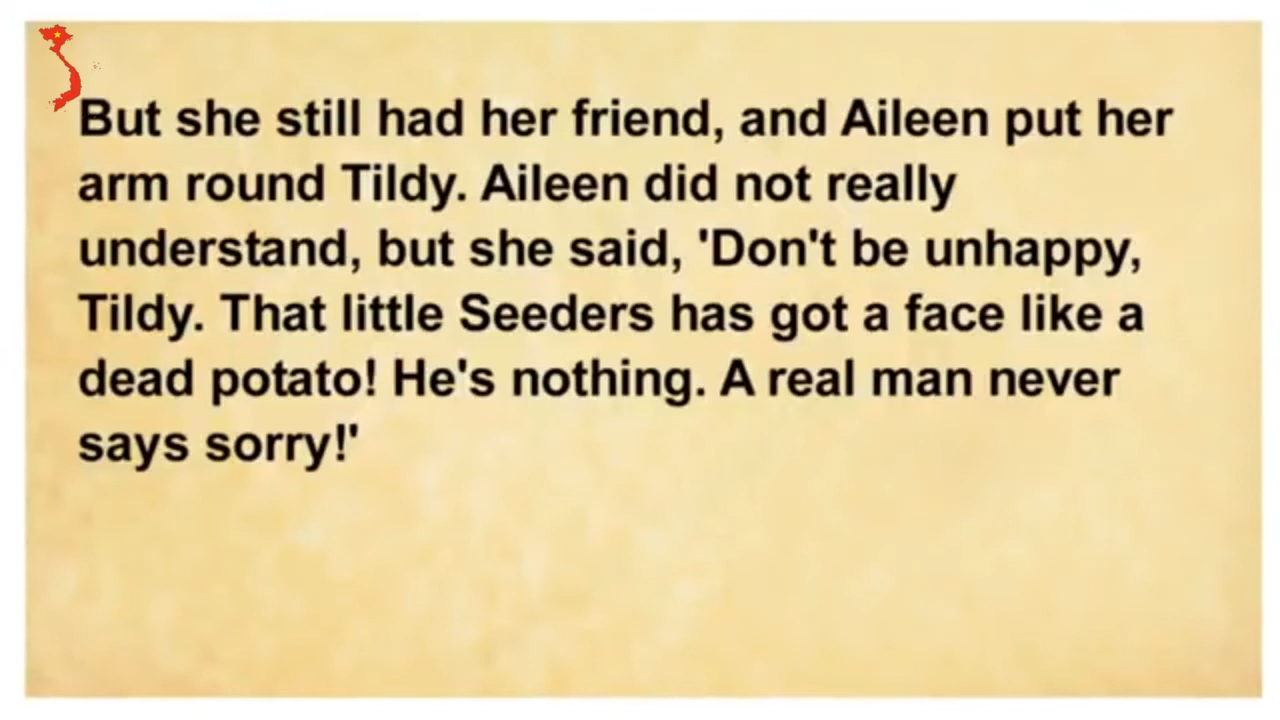 But she still had her friend, and Aileen put her
arm round Tildy. Aileen did not really
understand, but she said, 'Don't be unhappy,
Tildy. That little Seeders has got a face like a
dead potato! He's nothing. A real man never
says sorry!'